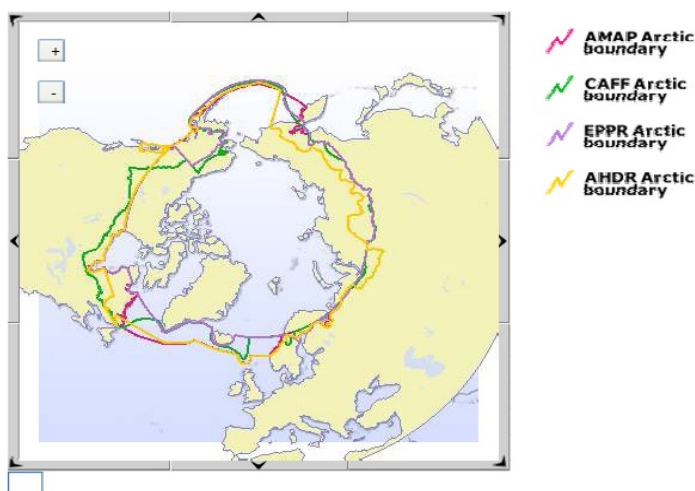 +
-
AMAP Arctic
boundary
CAFF Arctic
boundary
EPPR Arctic
boundary
AHDR Arctic
boundary